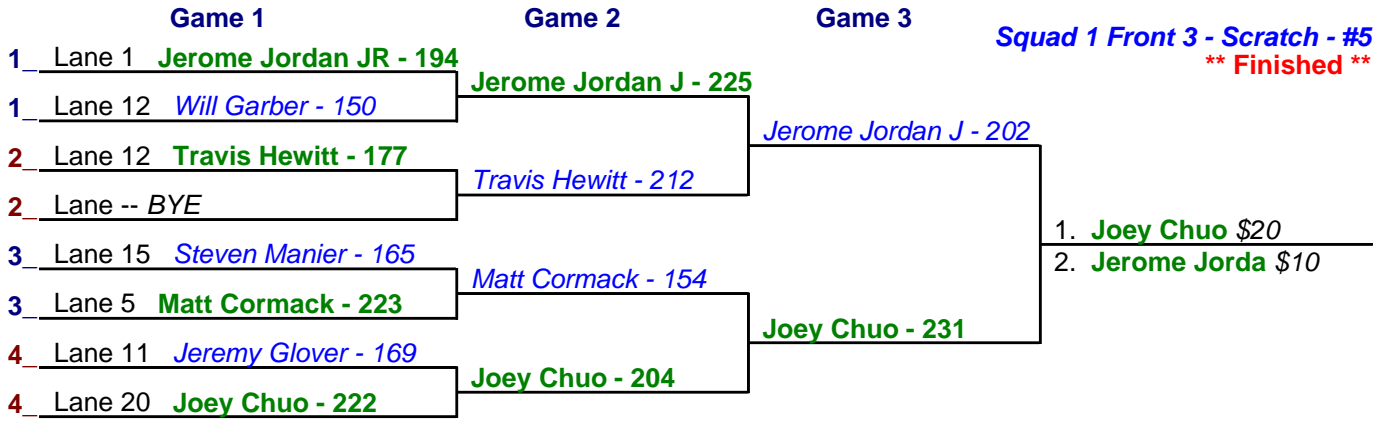 Game 1 Game 2 Game 3
Squad 1 Front 3 - Scratch - #5
** Finished **
1_ Lane 1 Jerome Jordan JR - 194
Jerome Jordan J - 225
1_ Lane 12 Will Garber - 150
Jerome Jordan J - 202
2_ Lane 12 Travis Hewitt - 177
Travis Hewitt - 212
2_ Lane -- BYE
1. Joey Chuo $20
3_ Lane 15 Steven Manier - 165
2. Jerome Jorda $10
Matt Cormack - 154
3_ Lane 5 Matt Cormack - 223
Joey Chuo - 231
4_ Lane 11 Jeremy Glover - 169
Joey Chuo - 204
4_ Lane 20 Joey Chuo - 222